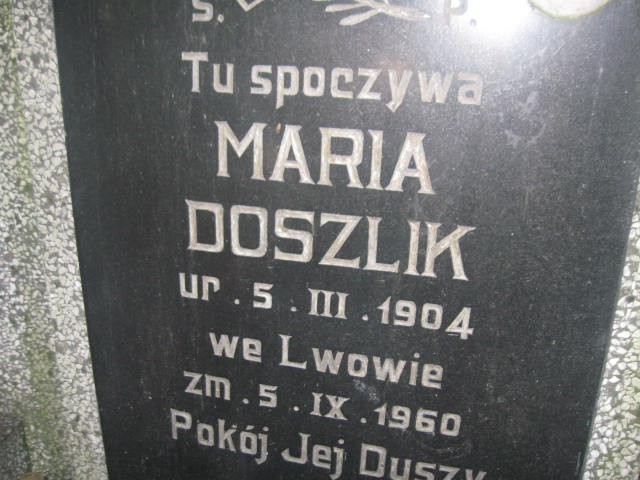 Ś. P.
Tu spoczywa
MARIA
DOSZLIK
ur. 5. III. 1904
we Lwowie
zm. 5. IX. 1960
Pokój Jej Duszy